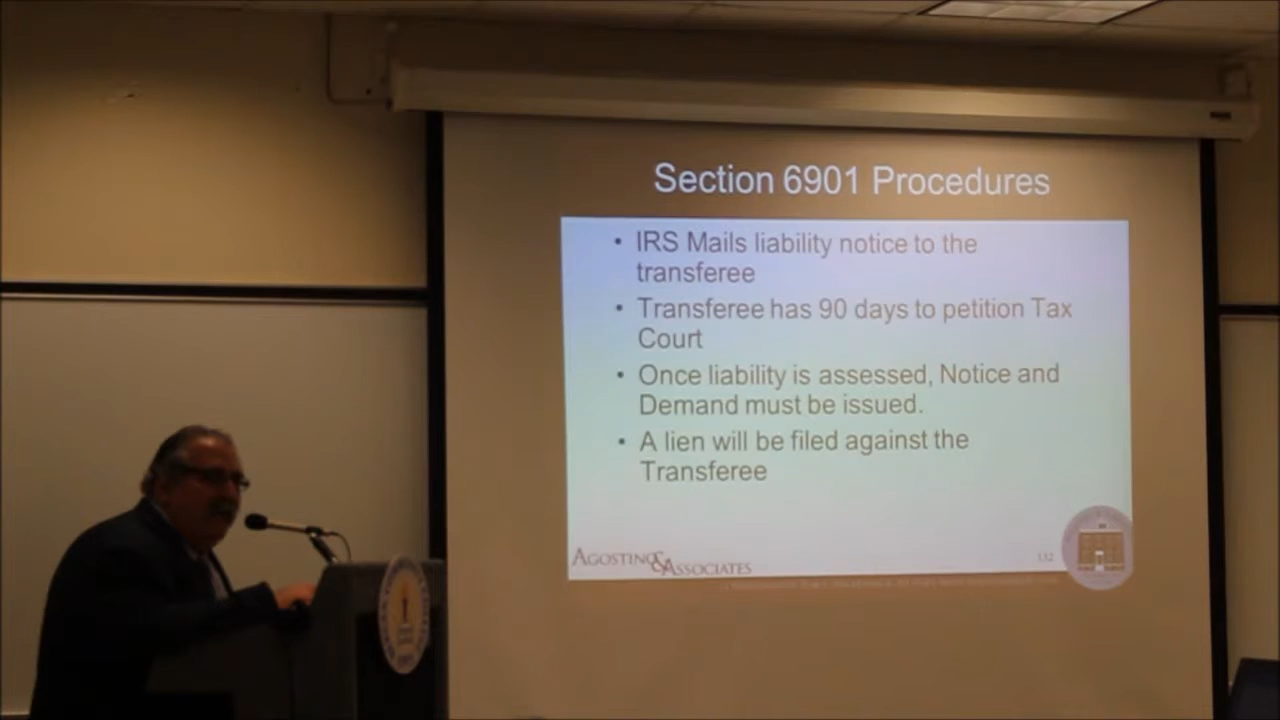 Section 6901 Procedures
• IRS Mails liability notice to the
transferee
• Transferee has 90 days to petition Tax
Court
• Once liability is assessed, Notice and
Demand must be issued.
• A lien will be filed against the
Transferee
AGOSTINO & ASSOCIATES
132